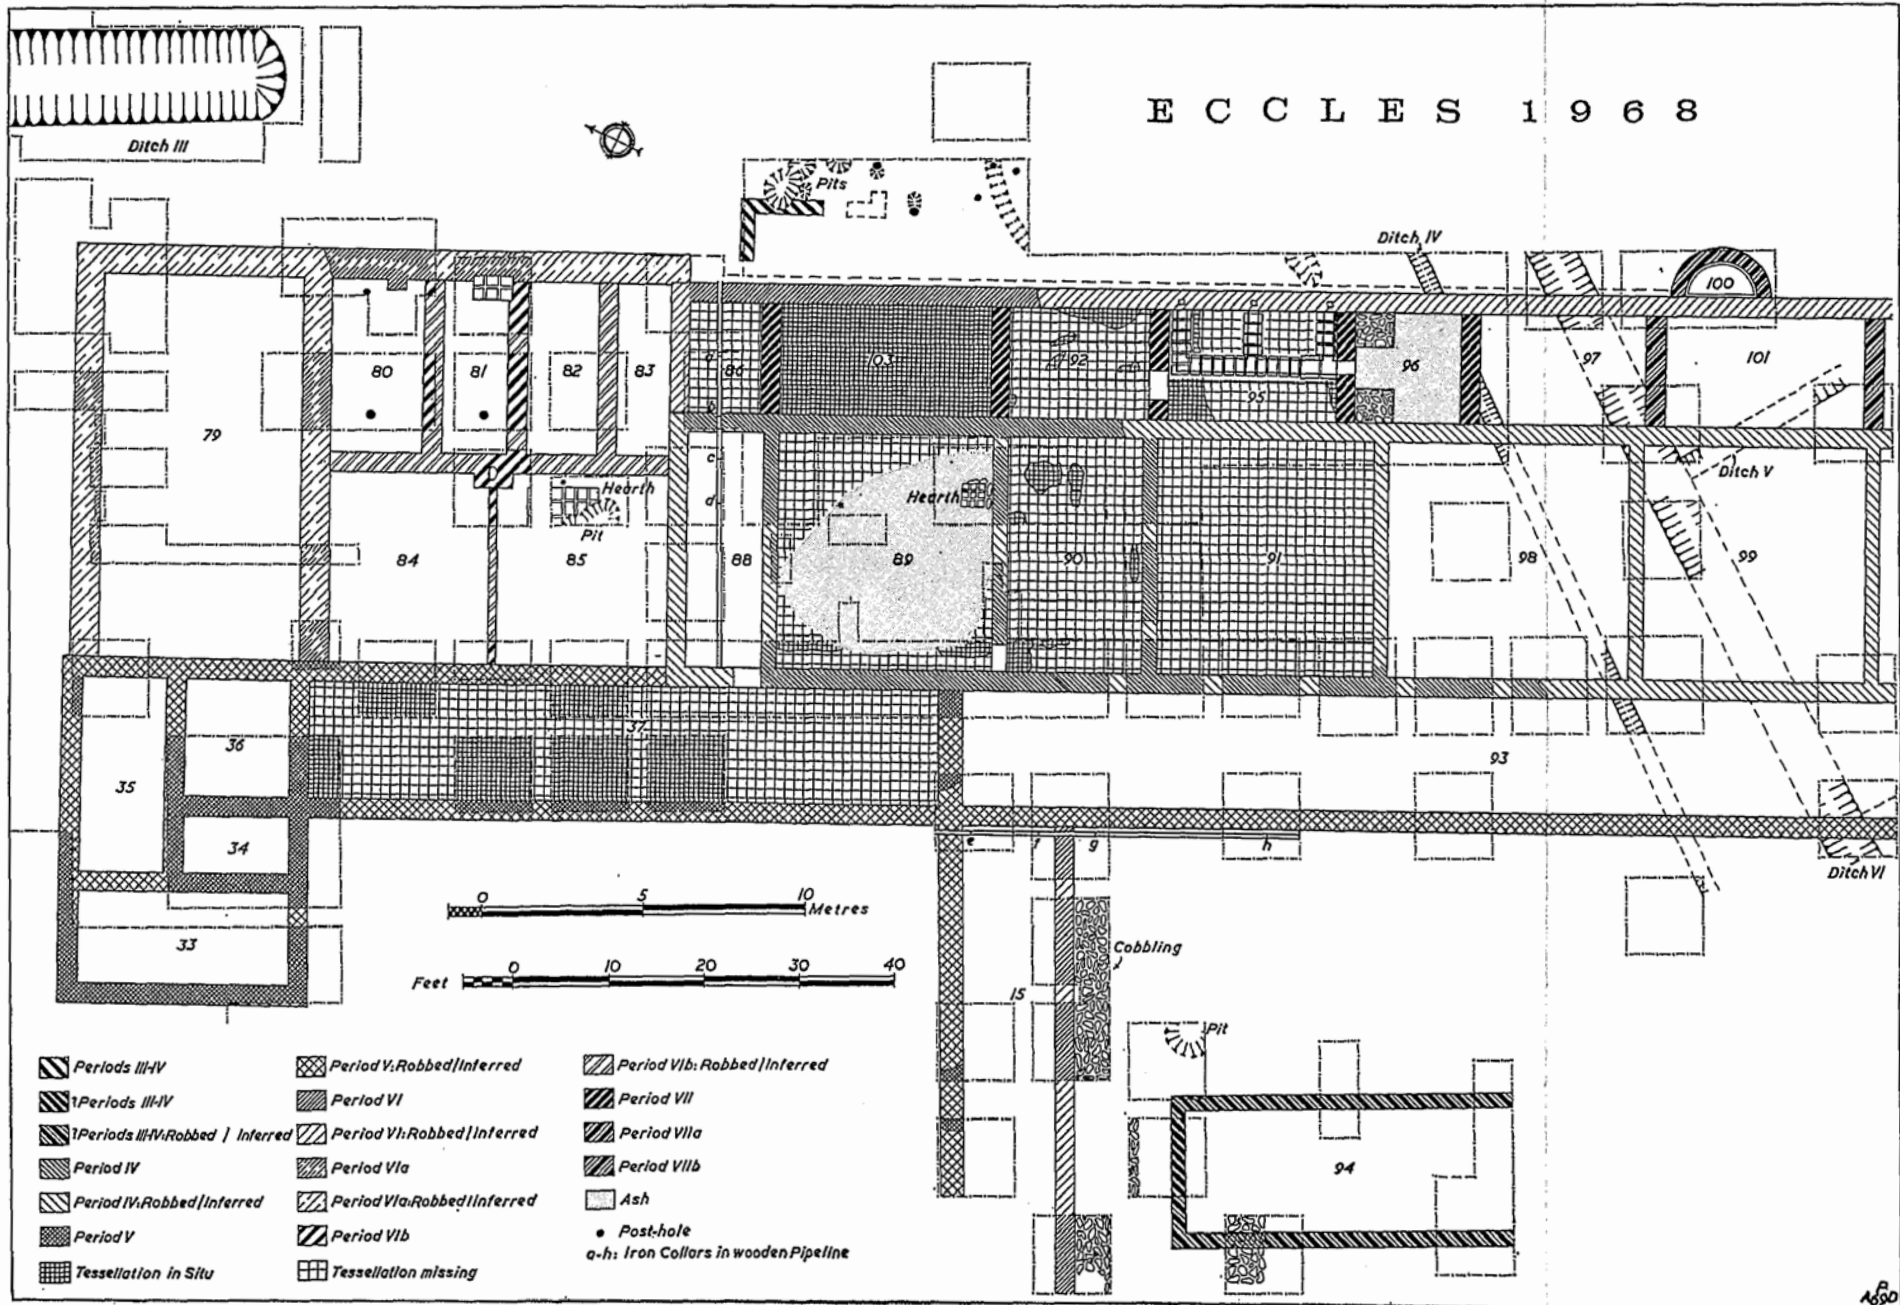 ECCLES 1968
Ditch III
Pits
Ditch IV
100
80
81
82
83
a
86
103
92
95
96
97
101
79
b
c
d
Hearth
Pit
Hearth
Ditch V
84
85
88
89
90
91
98
99
36
37
35
93
34
e
f
g
h
Ditch VI
33
0 5 10
Metres
0 10 20 30 40
Feet
Cobbling
15
Pit
94
Periods III-IV
?Periods III-IV
?Periods III-IV:Robbed / Inferred
Period IV
Period IV:Robbed/Inferred
Period V
Tessellation in Situ
Period V:Robbed/Inferred
Period VI
Period VI:Robbed/Inferred
Period VIa
Period VIa:Robbed/Inferred
Period VIb
Tessellation missing
Period VIb:Robbed/Inferred
Period VII
Period VIIa
Period VIIb
Ash
Post-hole
a-h: Iron Collars in wooden Pipeline